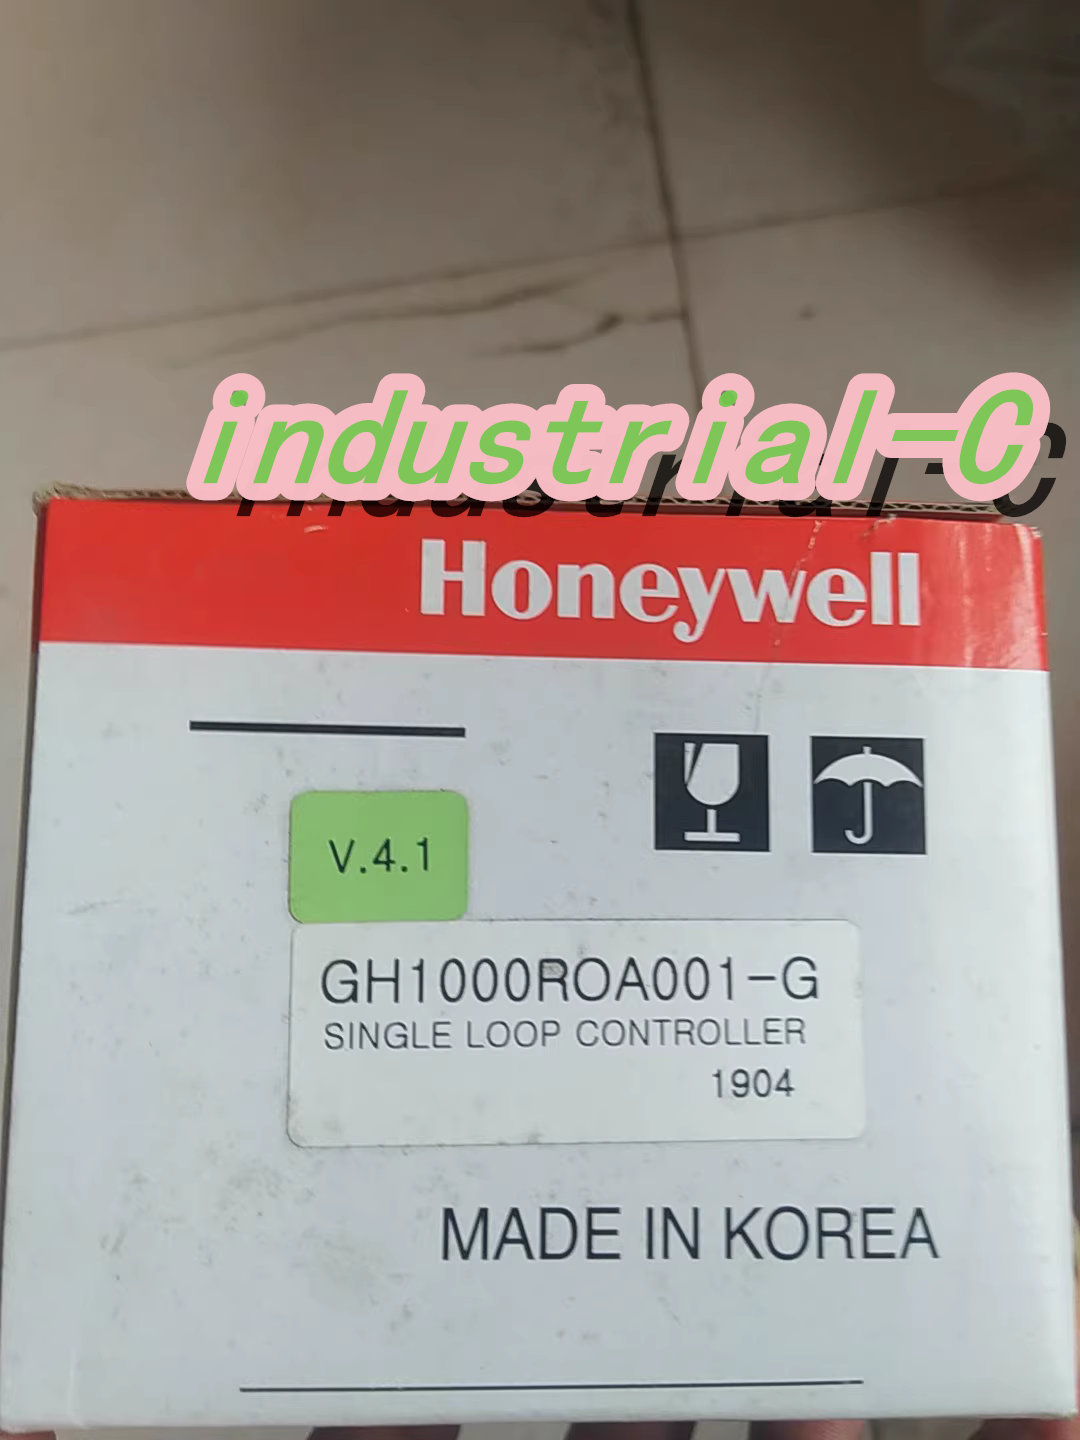 industrial-C
Honeywell
V.4.1
GH1000ROA001-G
SINGLE LOOP CONTROLLER
1904
MADE IN KOREA